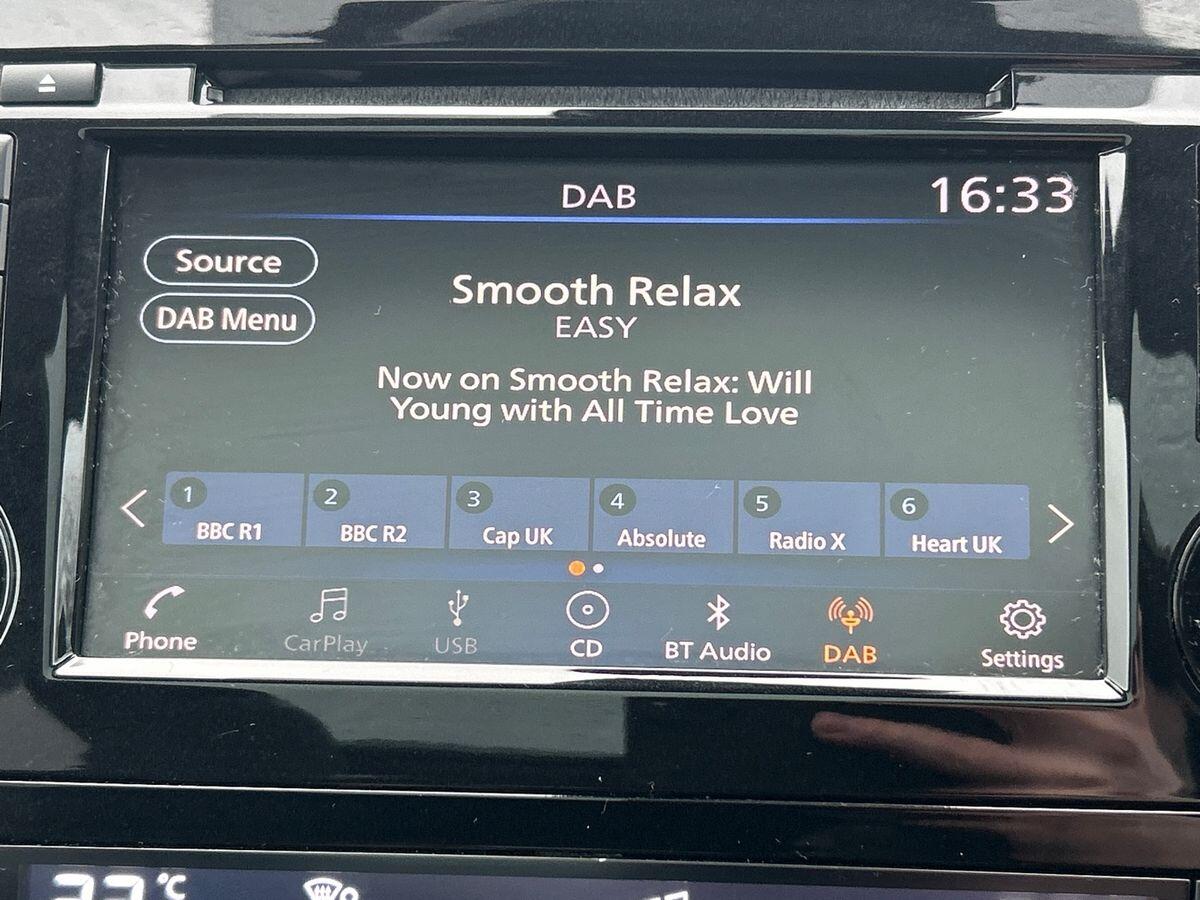 DAB
16:33
Source
DAB Menu
Smooth Relax
EASY
Now on Smooth Relax: Will
Young with All Time Love
1 2 3 4 5 6
BBC R1 BBC R2 Cap UK Absolute Radio X Heart UK
Phone CarPlay USB CD BT Audio DAB Settings
°C